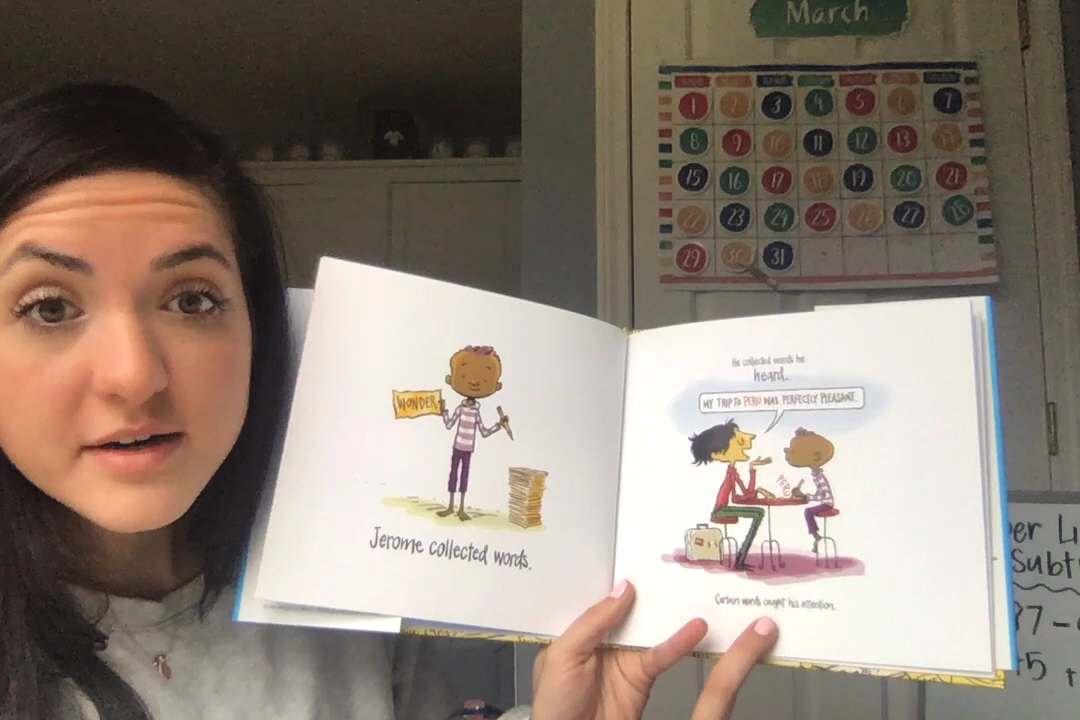 March
1 2 3 4 5 6 7
8 9 10 11 12 13 14
15 16 17 18 19 20 21
22 23 24 25 26 27 28
29 30 31
WONDER
Jerome collected words.
He collected words he
heard.
MY TRIP TO PERU WAS PERFECTLY PLEASANT.
PERU
Certain words caught his attention.